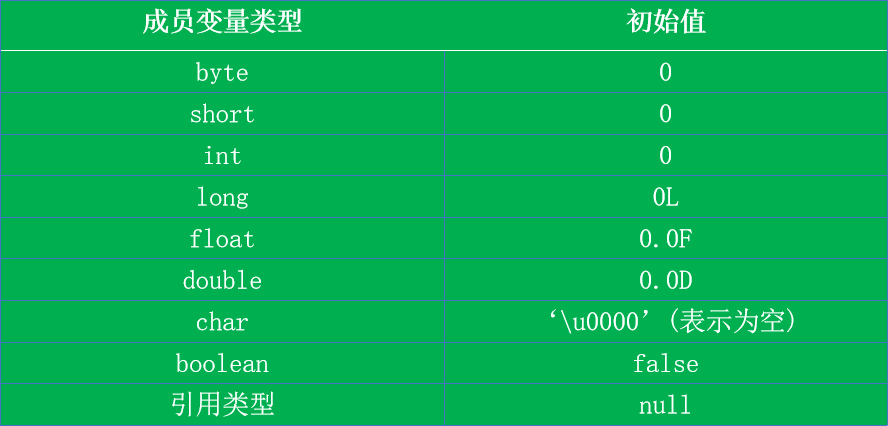 成员变量类型 初始值
byte 0
short 0
int 0
long 0L
float 0.0F
double 0.0D
char ‘\u0000’(表示为空)
boolean false
引用类型 null